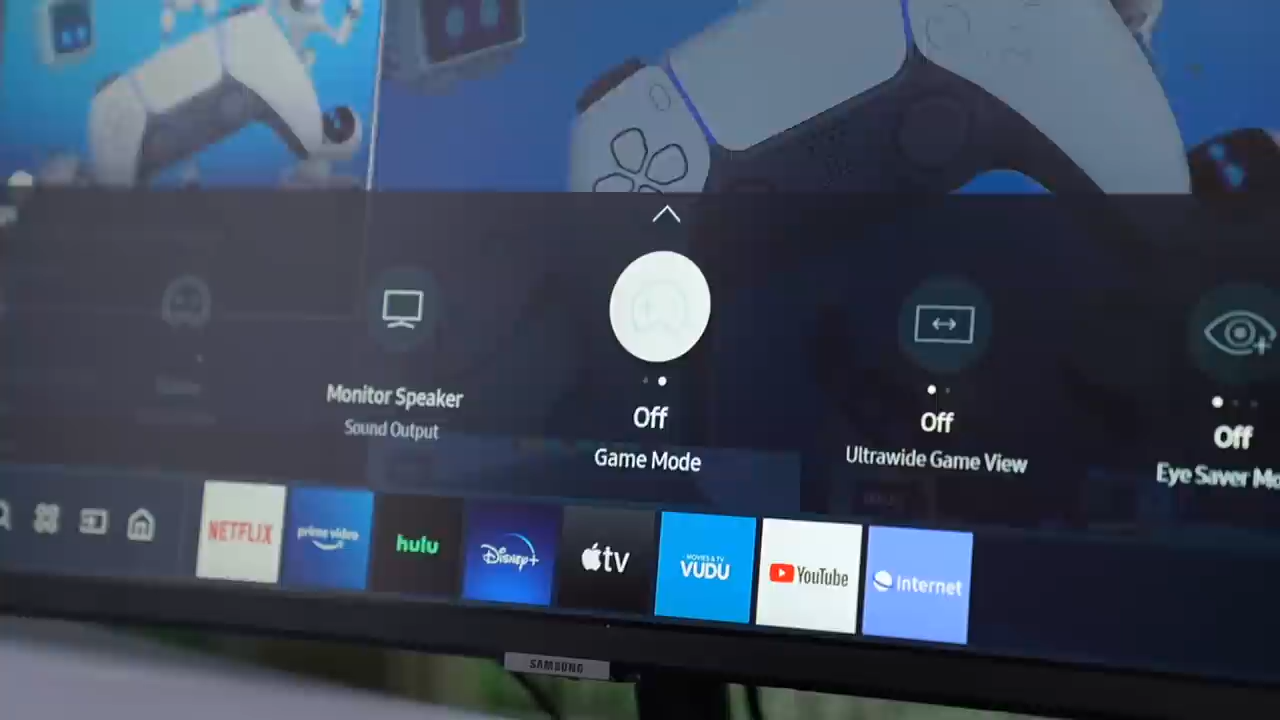 Monitor Speaker
Sound Output
Off
Game Mode
Off
Ultrawide Game View
Off
Eye Saver Mo
NETFLIX
prime video
hulu
Disney+
tv
MOVIES & TV
VUDU
YouTube
Internet
SAMSUNG